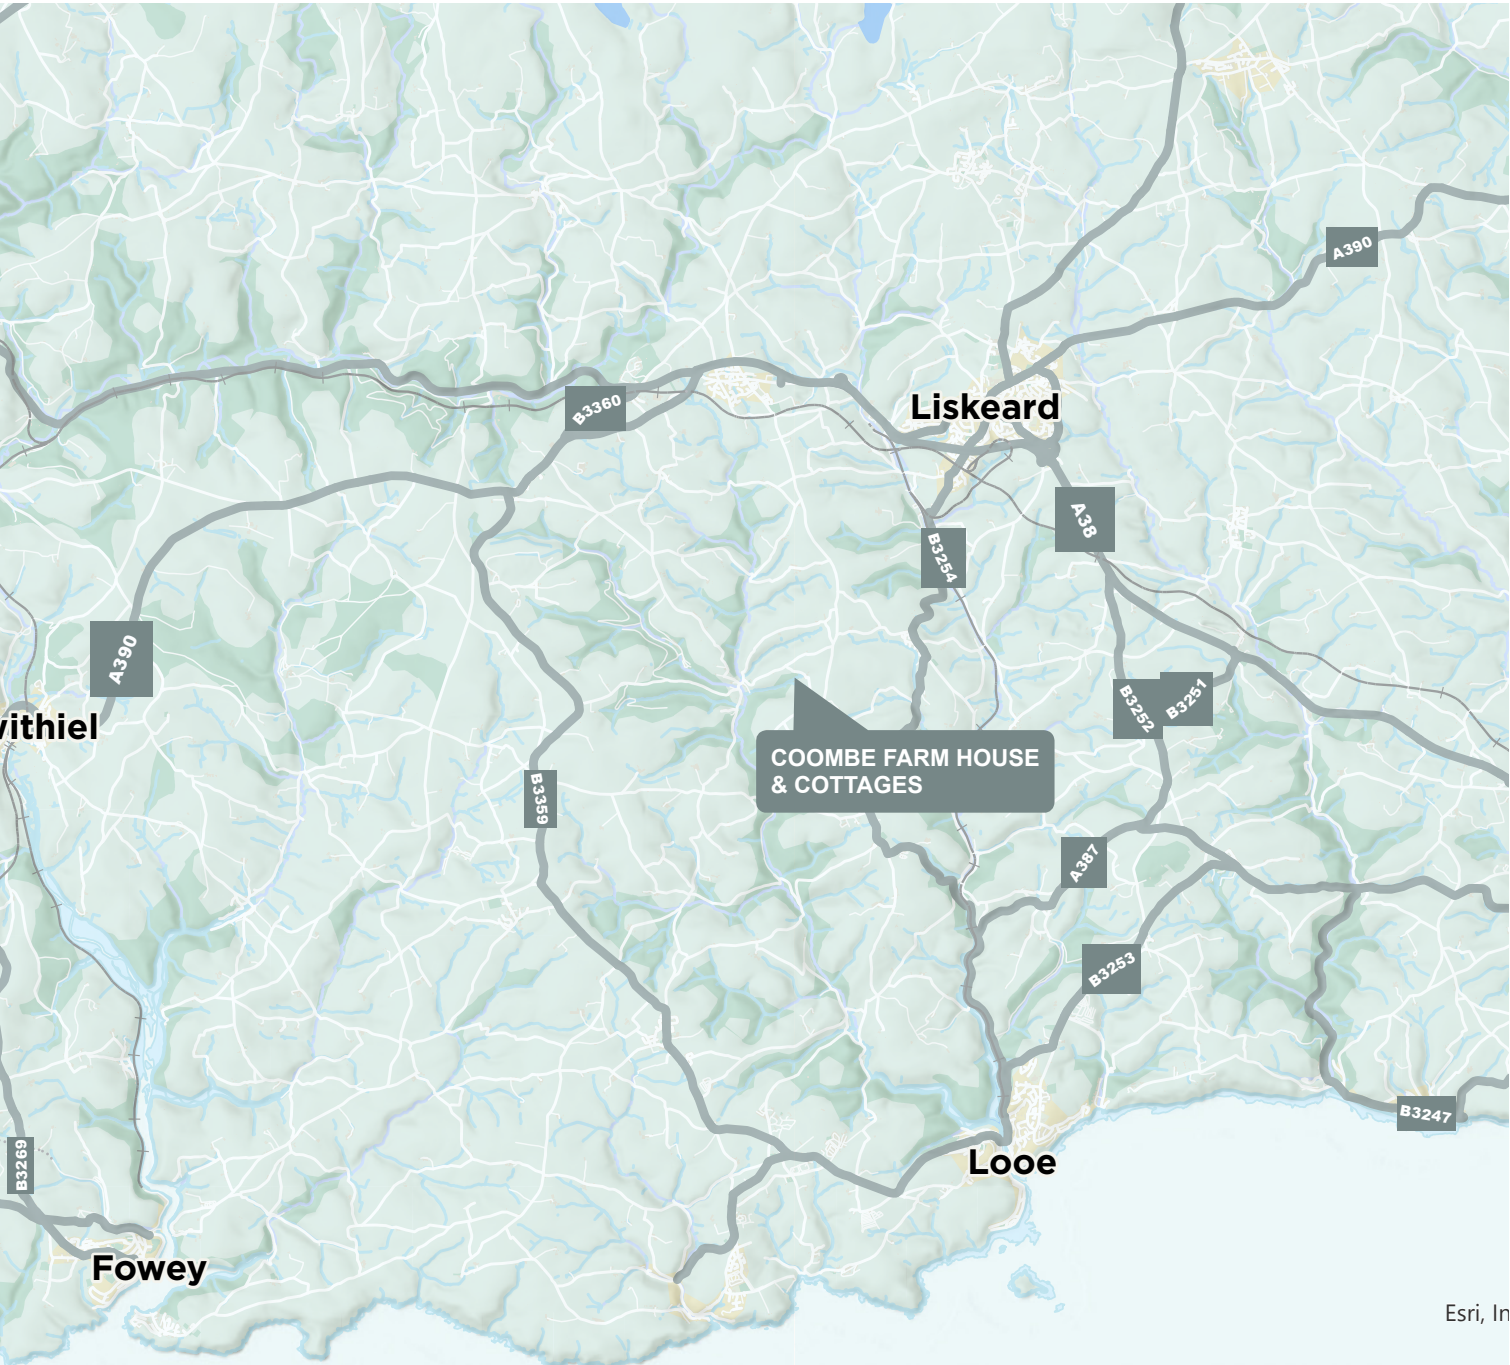 A390
Liskeard
B3360
A38
B3254
A390
withiel
B3252
B3251
COOMBE FARM HOUSE
& COTTAGES
B3359
A387
B3253
B3247
B3269
Looe
Fowey
Esri, In